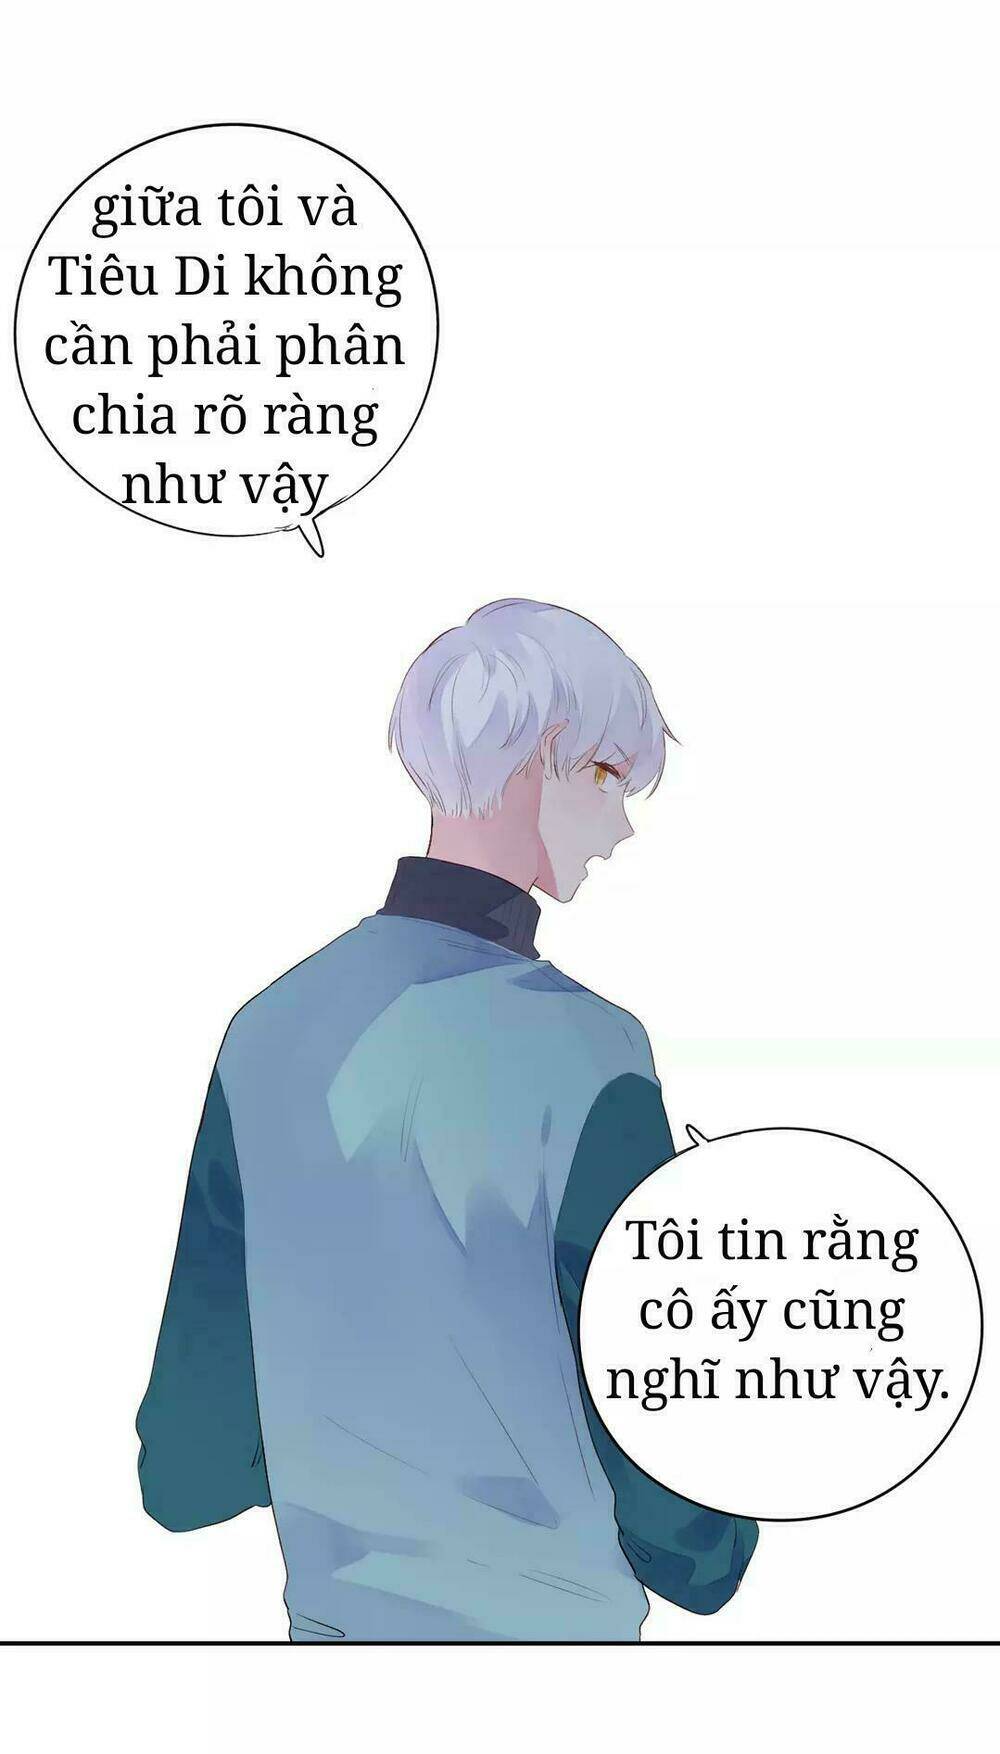 giữa tôi và
Tiêu Di không
cần phải phân
chia rõ ràng
như vậy
Tôi tin rằng
cô ấy cũng
nghĩ như vậy.